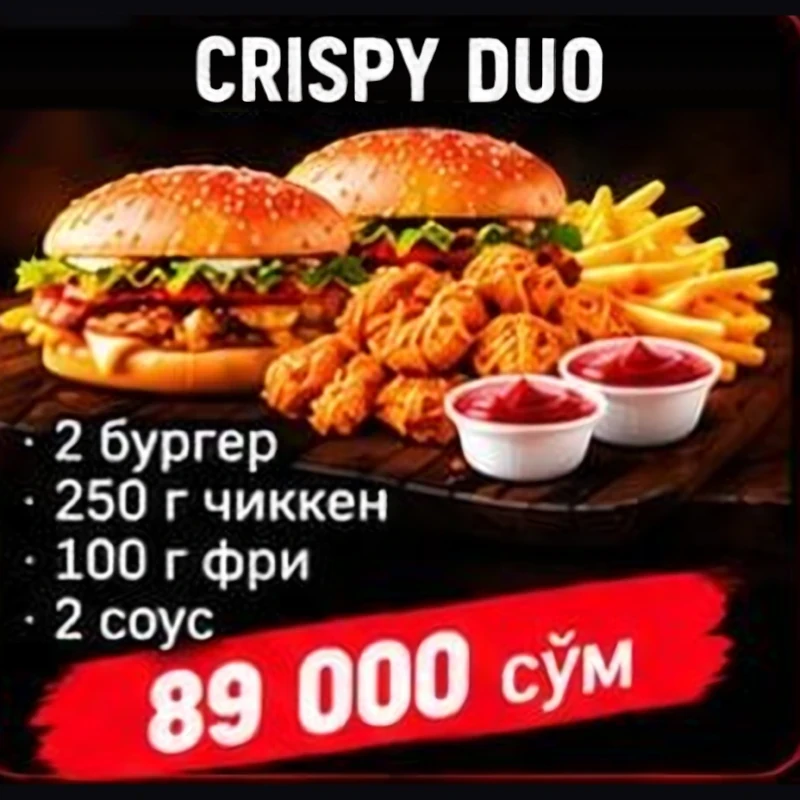 CRISPY DUO
· 2 бургер
· 250 г чиккен
· 100 г фри
· 2 соус
89 000 сўм